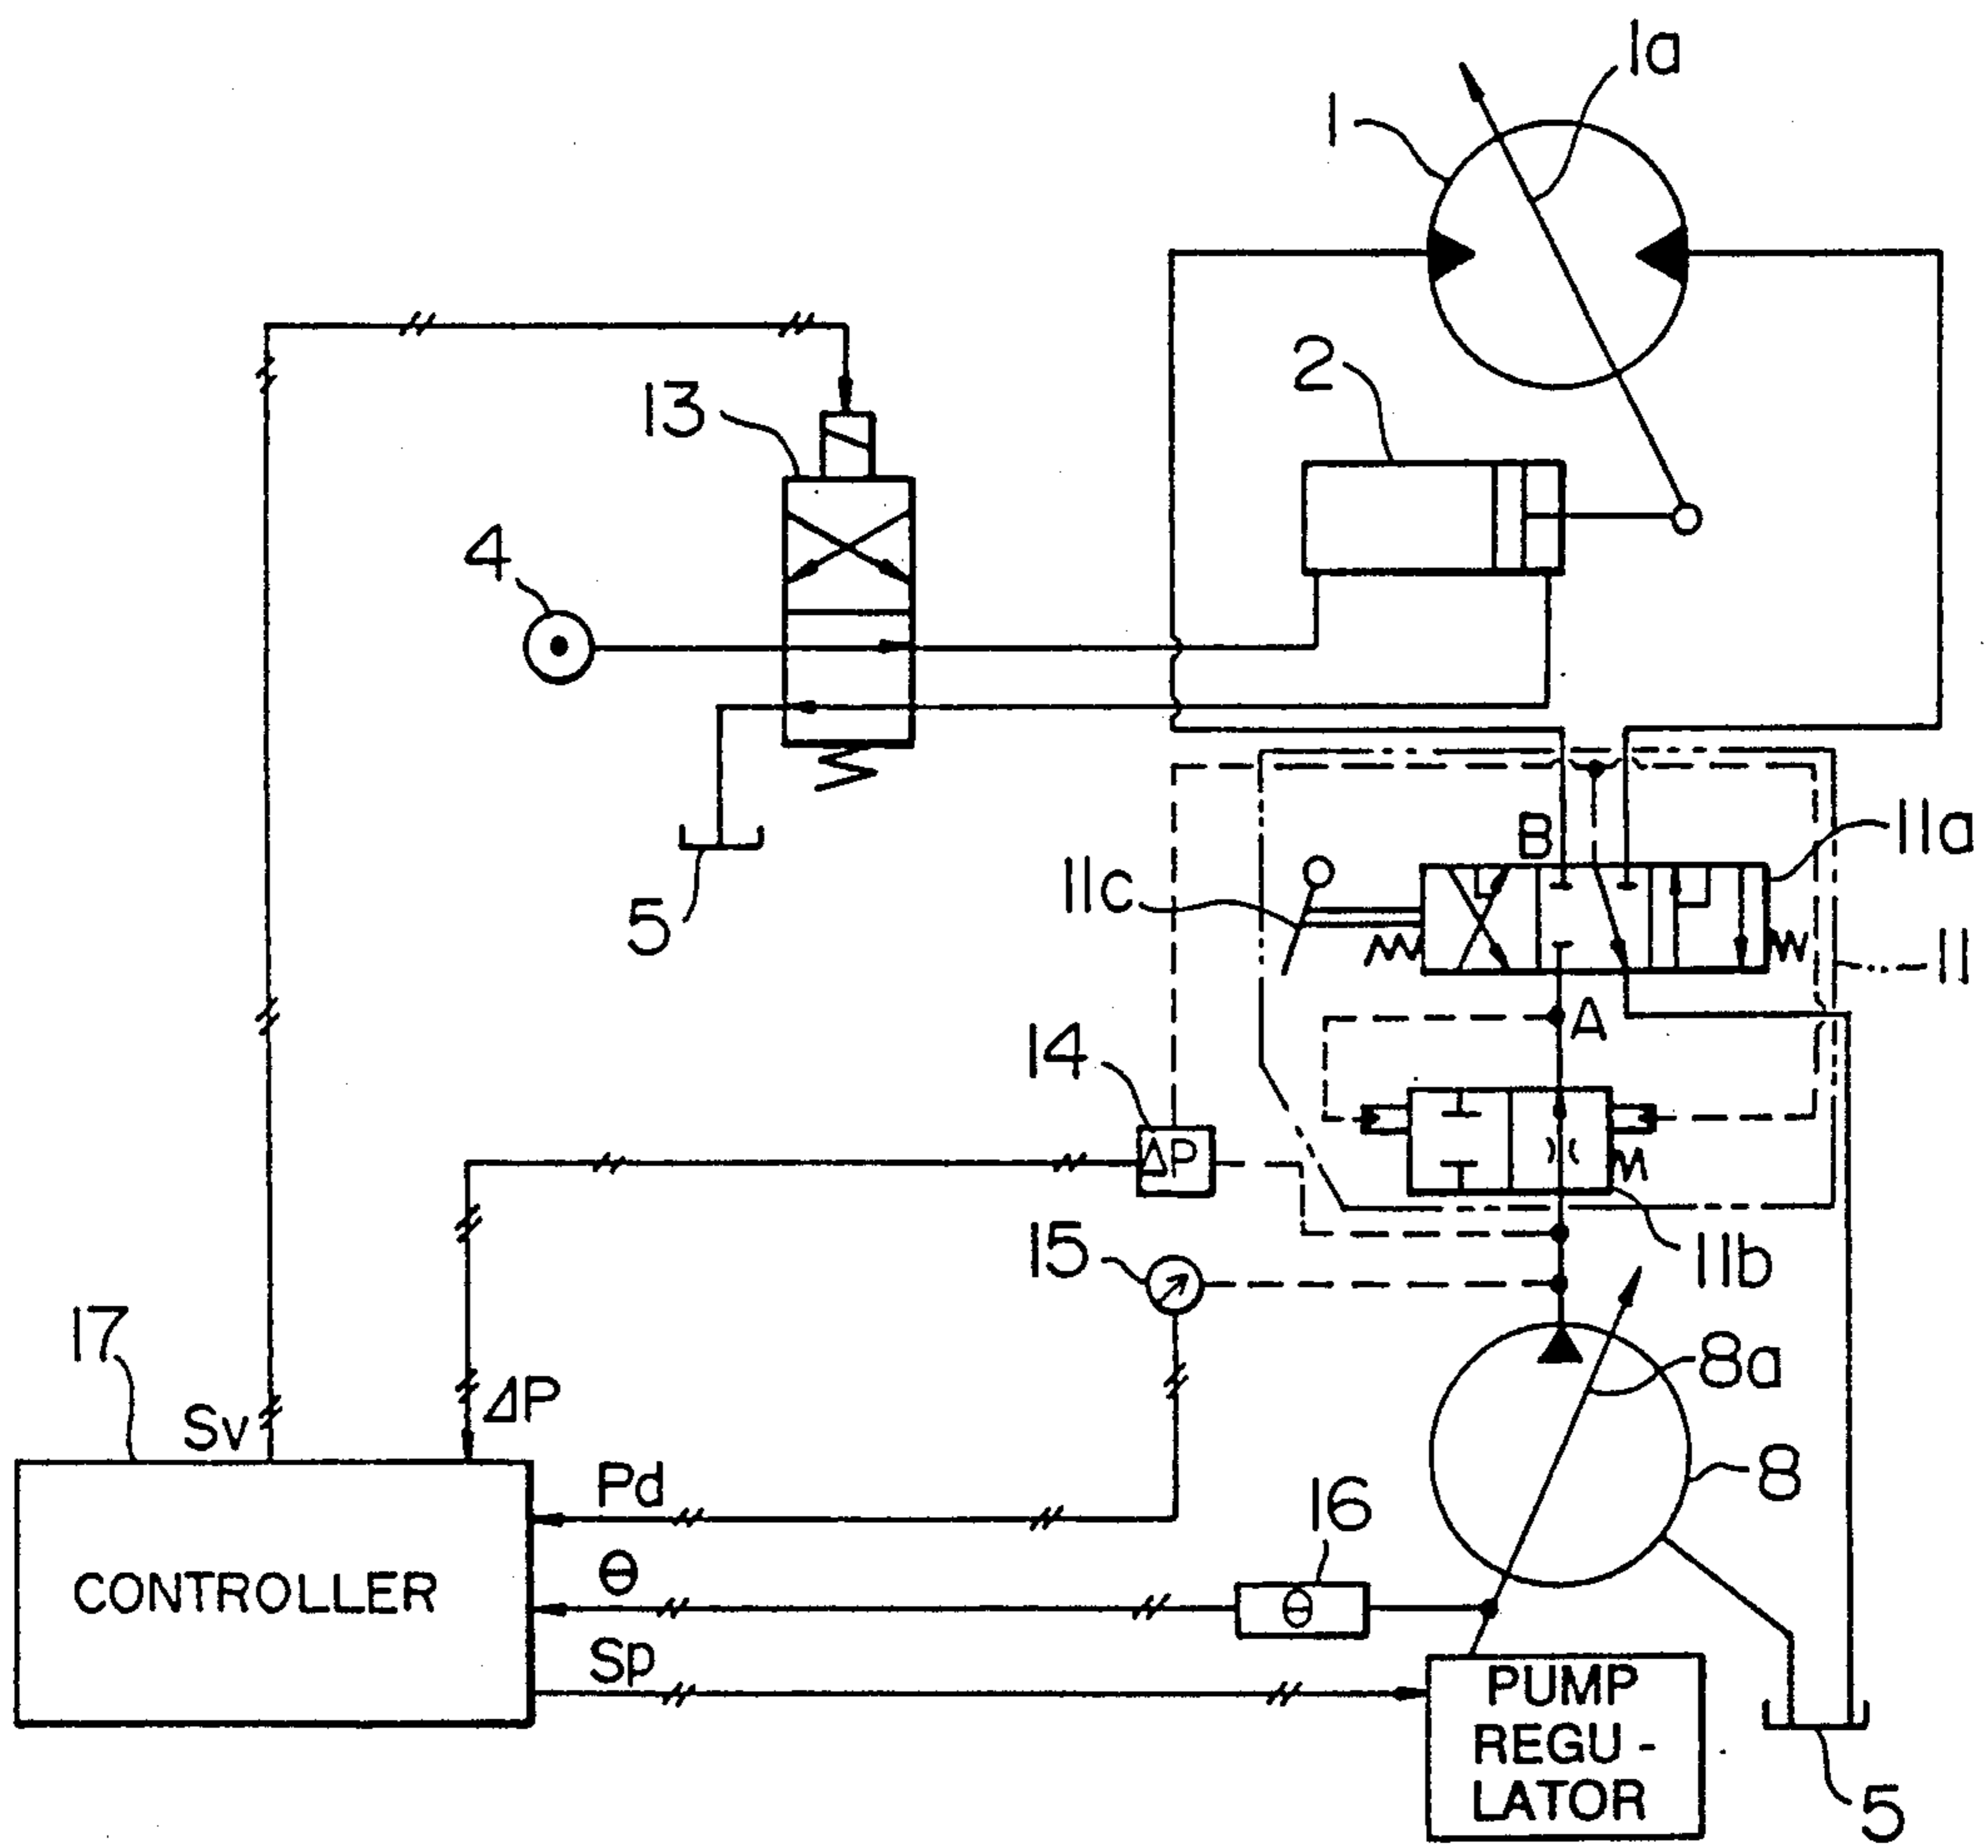 1a
1
2
13
4
B
11a
11c
5
11
A
14
ΔP
15
11b
17
8a
Sv
ΔP
Pd
16
8
CONTROLLER
θ
θ
Sp
PUMP
REGU-
LATOR
5